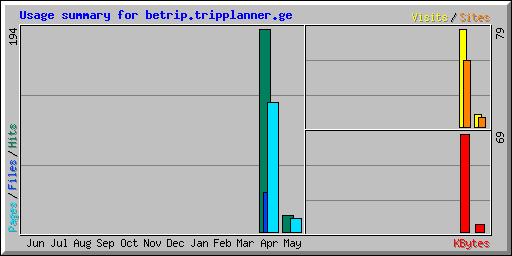 Usage summary for betrip.tripplanner.ge
Visits/Sites
194
79
69
Pages/Files/Hits
Jun Jul Aug Sep Oct Nov Dec Jan Feb Mar Apr May
KBytes